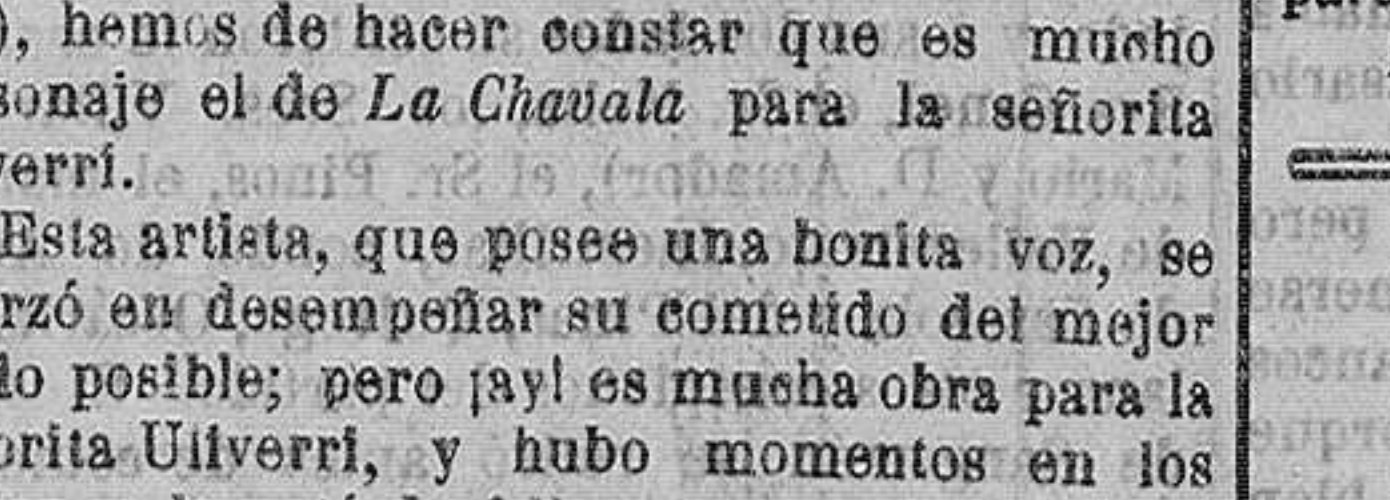 ), hemos de hacer constar que es mucho
sonaje el de La Chavala para la señorita
verri.
Esta artista, que posee una bonita voz, se
rzó en desempeñar su cometido del mejor
do posible; pero ¡ay! es mucha obra para la
orita Uliverri, y hubo momentos en los